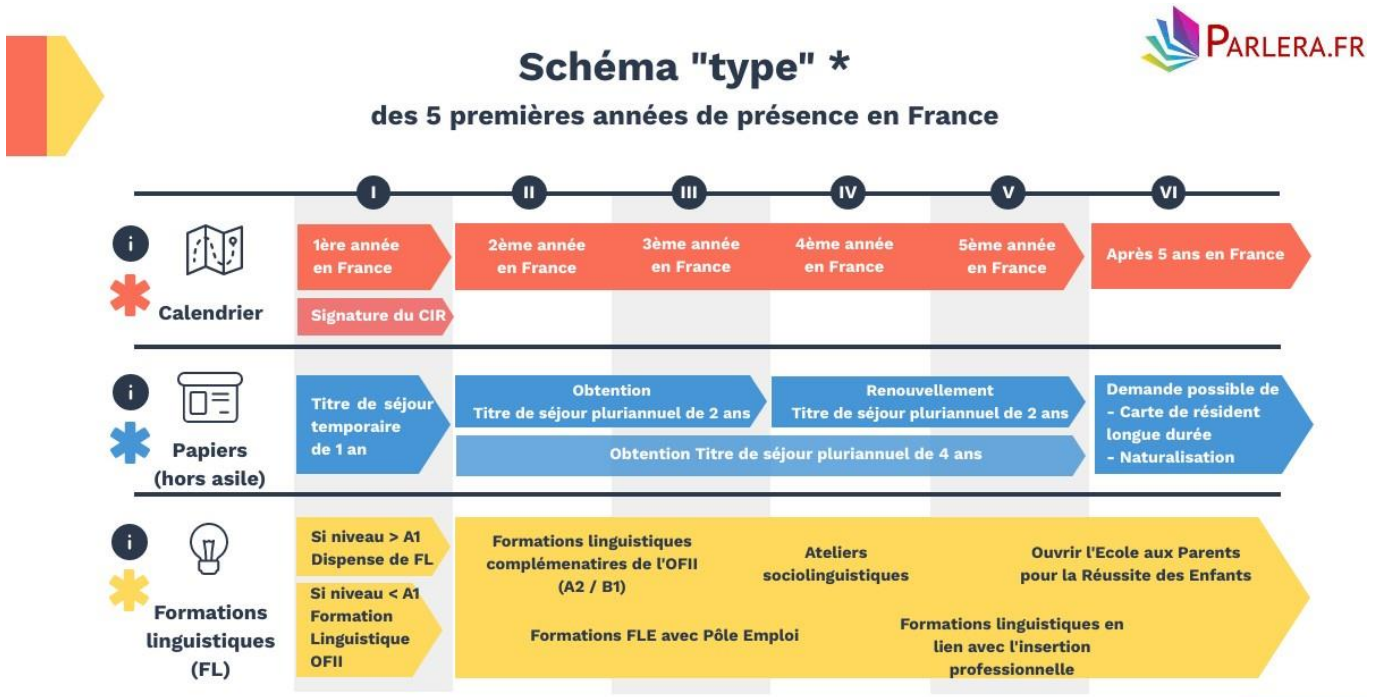 PARLERA.FR
Schéma "type" *
des 5 premières années de présence en France
I
II
III
IV
V
VI
i
Calendrier
1ère année
en France
2ème année
en France
3ème année
en France
4ème année
en France
5ème année
en France
Après 5 ans en France
Signature du CIR
i
Papiers
(hors asile)
Titre de séjour
temporaire
de 1 an
Obtention
Titre de séjour pluriannuel de 2 ans
Renouvellement
Titre de séjour pluriannuel de 2 ans
Obtention Titre de séjour pluriannuel de 4 ans
Demande possible de
- Carte de résident
longue durée
- Naturalisation
i
Formations
linguistiques
(FL)
Si niveau > A1
Dispense de FL
Si niveau < A1
Formation
Linguistique
OFII
Formations linguistiques
complémenatires de l'OFII
(A2 / B1)
Ateliers
sociolinguistiques
Ouvrir l'Ecole aux Parents
pour la Réussite des Enfants
Formations FLE avec Pôle Emploi
Formations linguistiques en
lien avec l'insertion
professionnelle